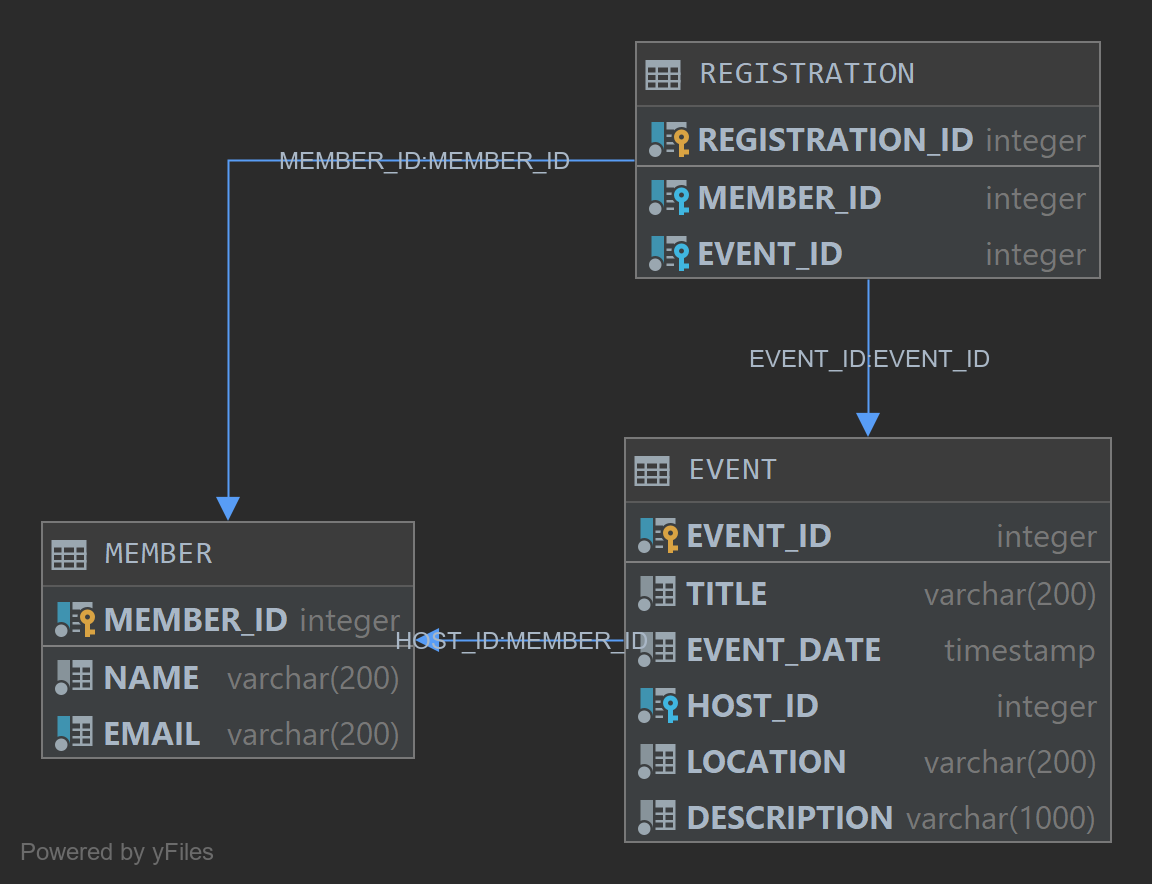 REGISTRATION
REGISTRATION_ID integer
MEMBER_ID integer
EVENT_ID integer
MEMBER_ID:MEMBER_ID
EVENT_ID:EVENT_ID
EVENT
EVENT_ID integer
TITLE varchar(200)
EVENT_DATE timestamp
HOST_ID integer
LOCATION varchar(200)
DESCRIPTION varchar(1000)
HOST_ID:MEMBER_ID
MEMBER
MEMBER_ID integer
NAME varchar(200)
EMAIL varchar(200)
Powered by yFiles